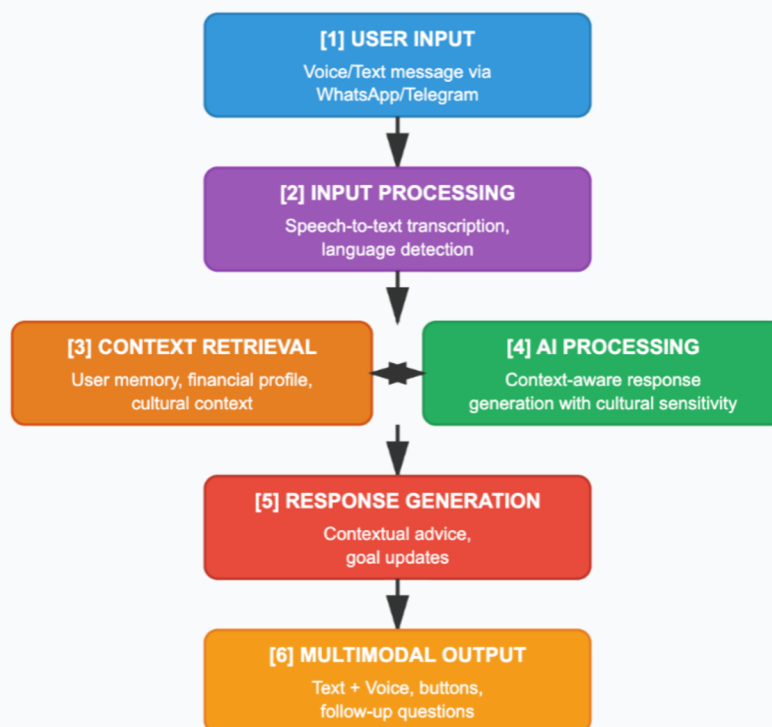 [1] USER INPUT
Voice/Text message via
WhatsApp/Telegram
[2] INPUT PROCESSING
Speech-to-text transcription,
language detection
[3] CONTEXT RETRIEVAL
User memory, financial profile,
cultural context
[4] AI PROCESSING
Context-aware response
generation with cultural sensitivity
[5] RESPONSE GENERATION
Contextual advice,
goal updates
[6] MULTIMODAL OUTPUT
Text + Voice, buttons,
follow-up questions